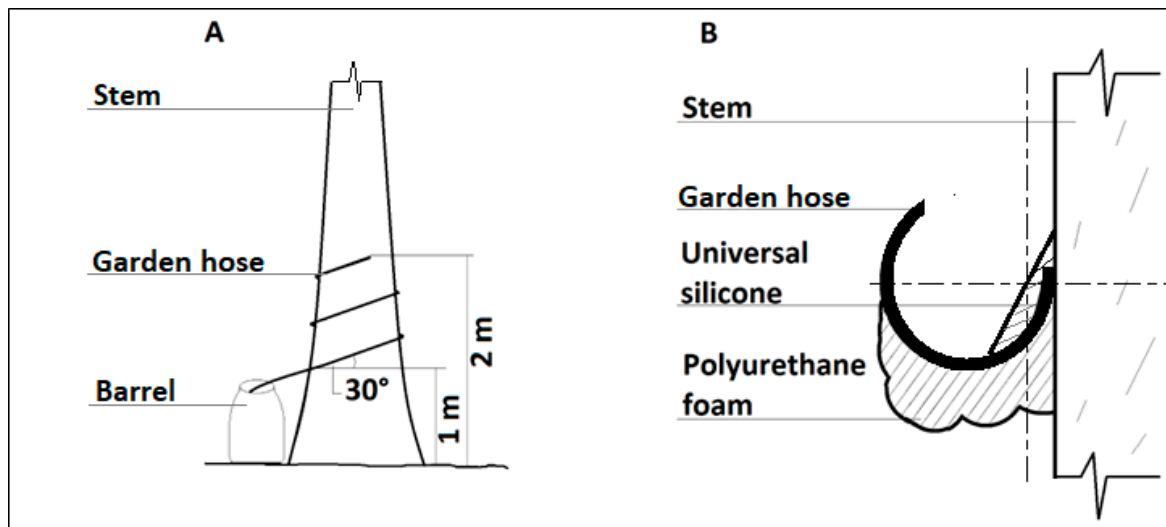 A
Stem
Garden hose
Barrel
30°
1 m
2 m
B
Stem
Garden hose
Universal
silicone
Polyurethane
foam